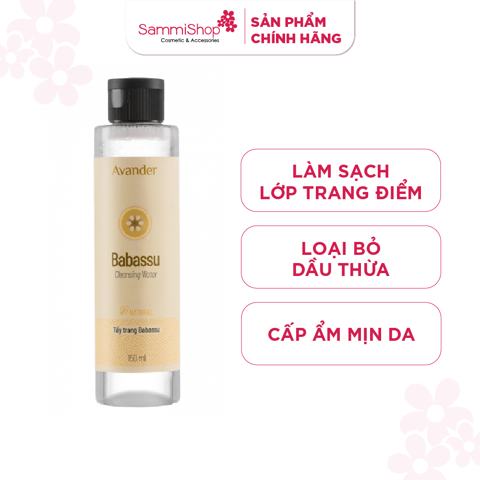 SammiShop
Cosmetic & Accessories
SẢN PHẨM
CHÍNH HÃNG
Avander
Babassu
Cleansing Water
Tẩy trang Babassu
150 ml
LÀM SẠCH
LỚP TRANG ĐIỂM
LOẠI BỎ
DẦU THỪA
CẤP ẨM MỊN DA